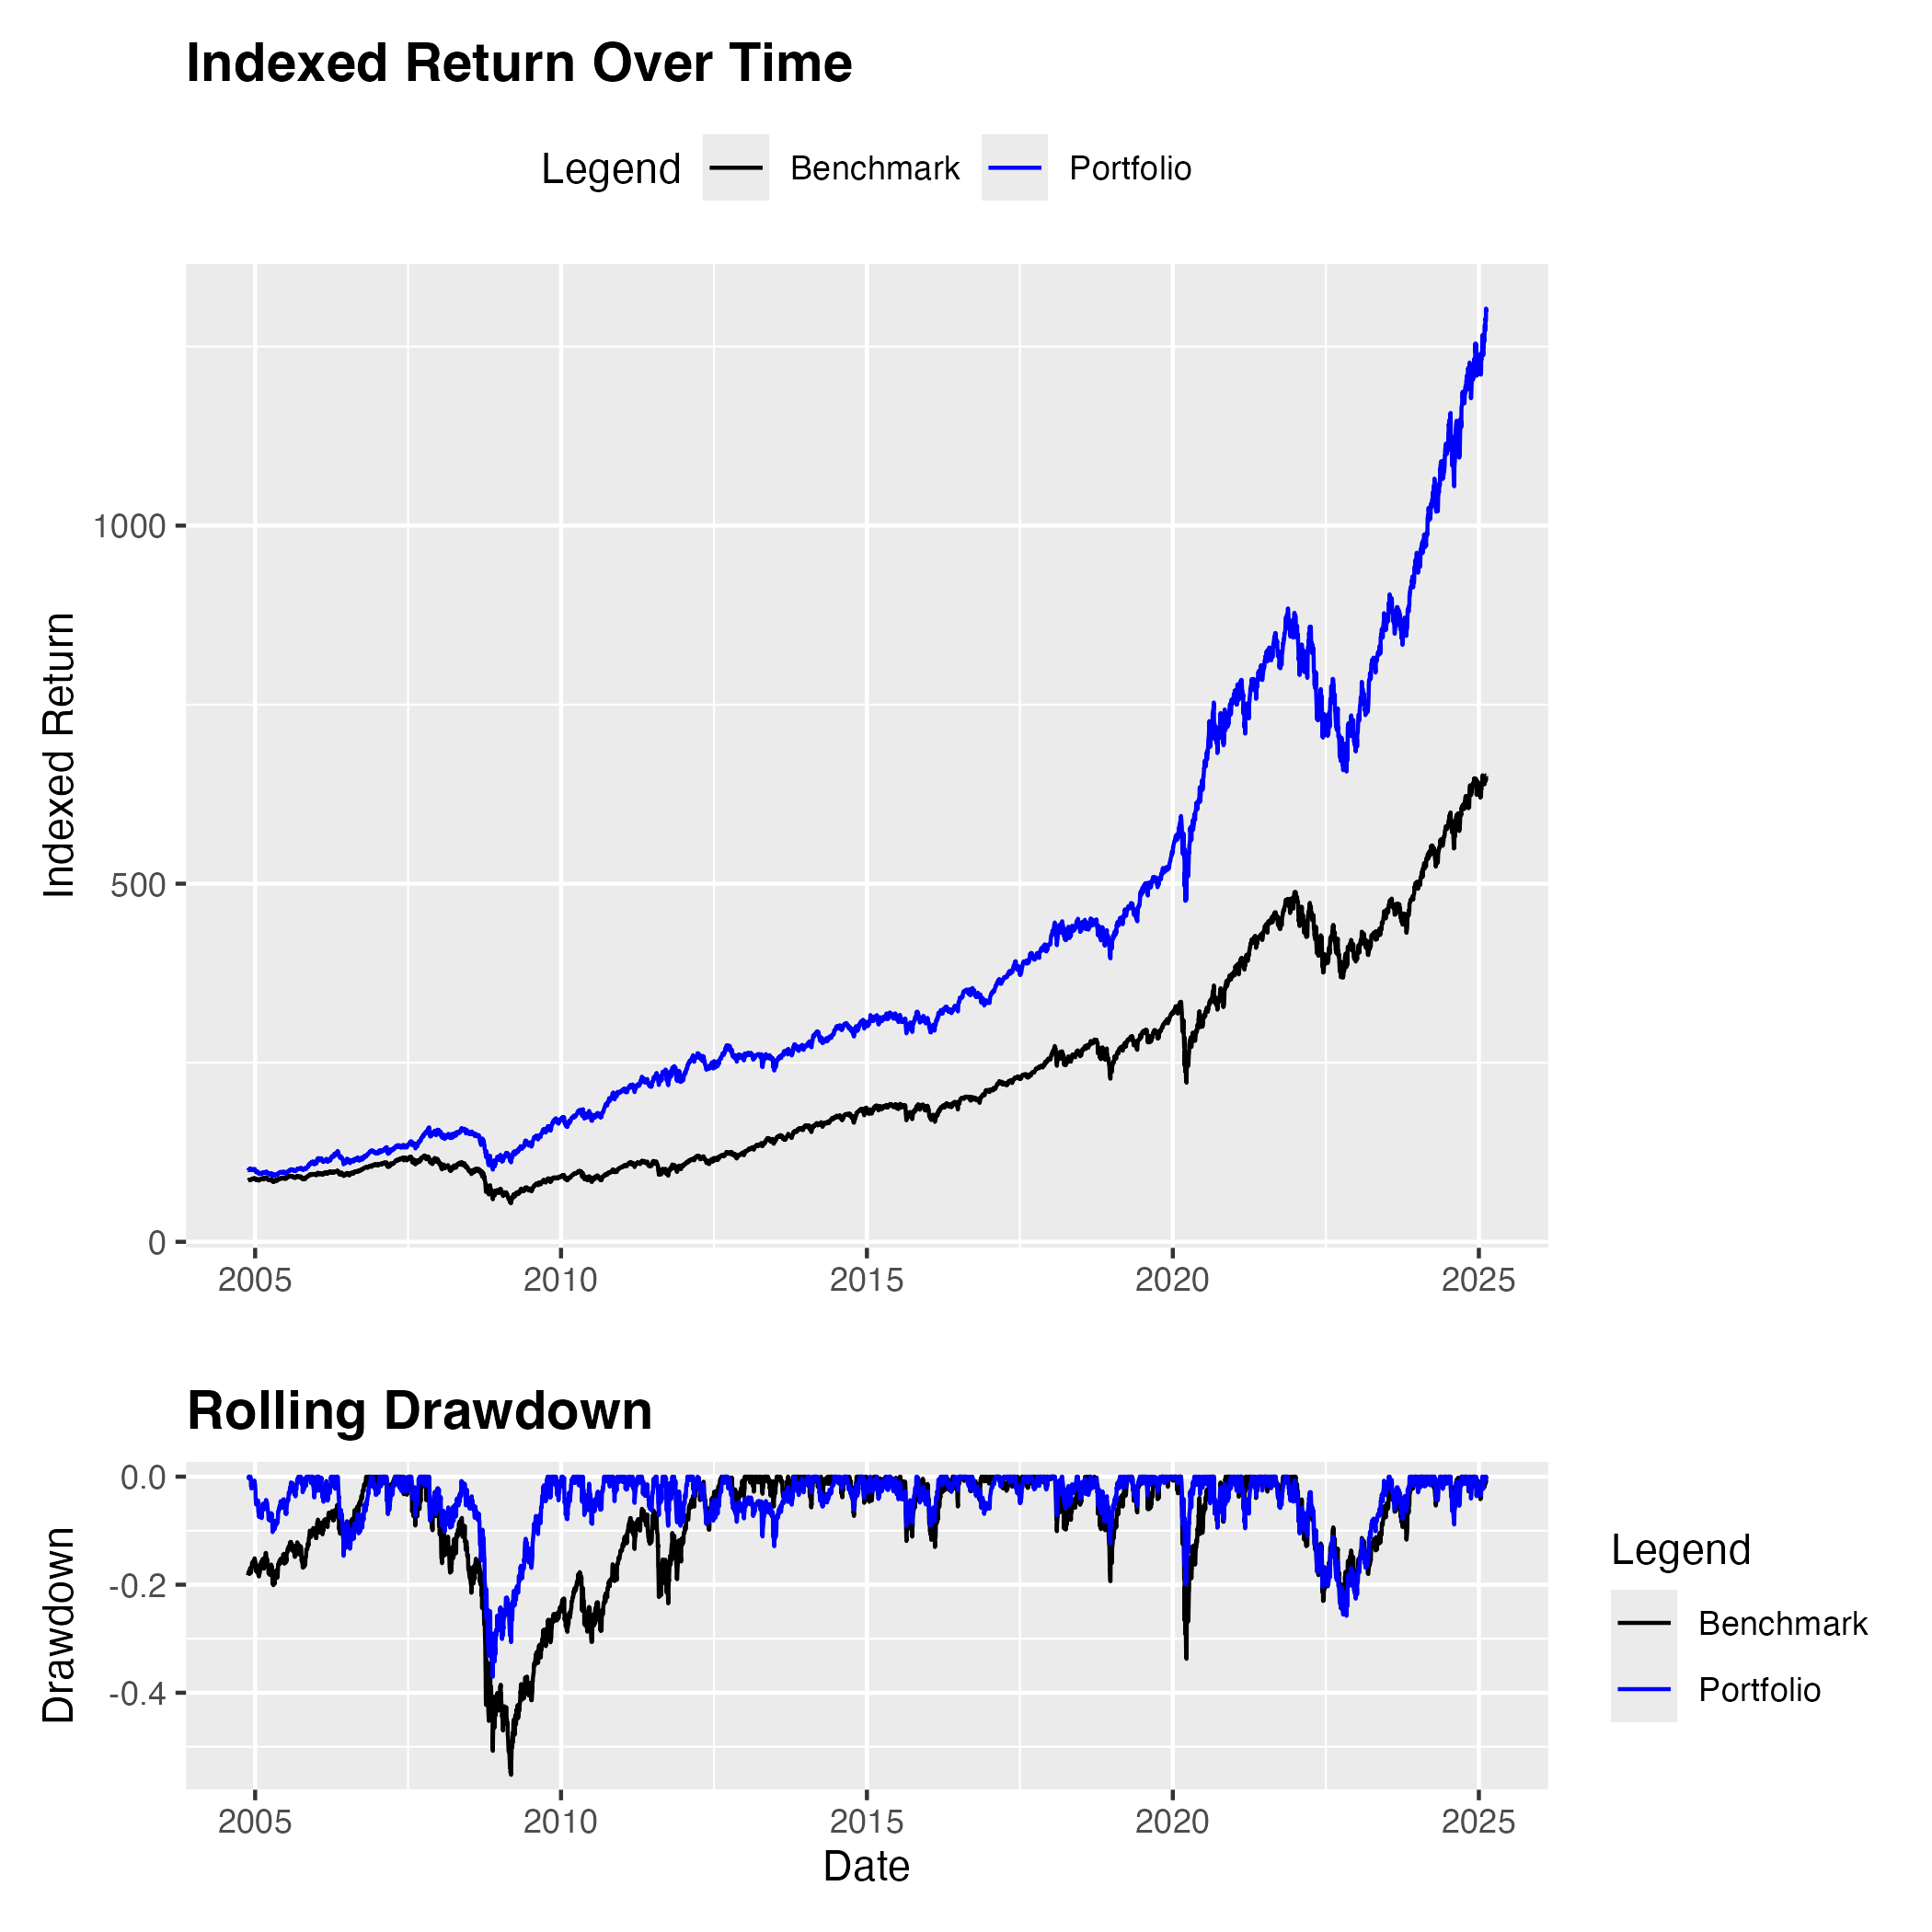 Indexed Return Over Time
Legend Benchmark Portfolio
Indexed Return
1000
500
0
2005 2010 2015 2020 2025
Rolling Drawdown
Drawdown
0.0
-0.2
-0.4
2005 2010 2015 2020 2025
Date
Legend
Benchmark
Portfolio